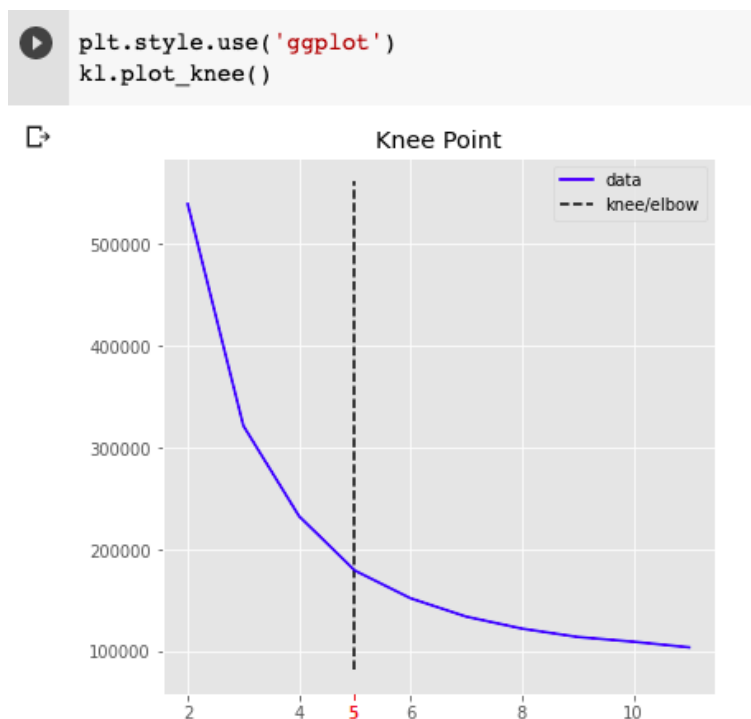 plt.style.use('ggplot')
kl.plot_knee()
Knee Point
data
knee/elbow
500000
400000
300000
200000
100000
2 4 5 6 8 10